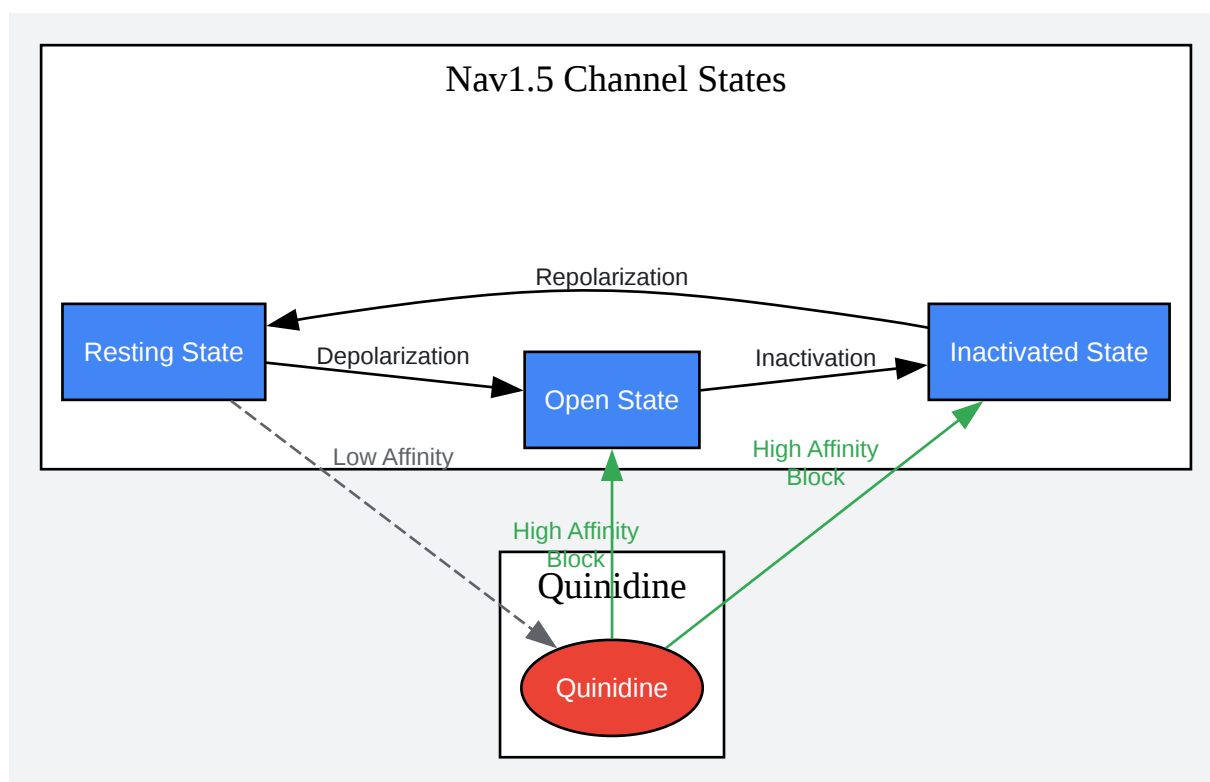 Nav1.5 Channel States
Repolarization
Resting State
Depolarization
Inactivation
Inactivated State
Open State
Low Affinity
High Affinity
Block
High Affinity
Block
Quinidine
Quinidine